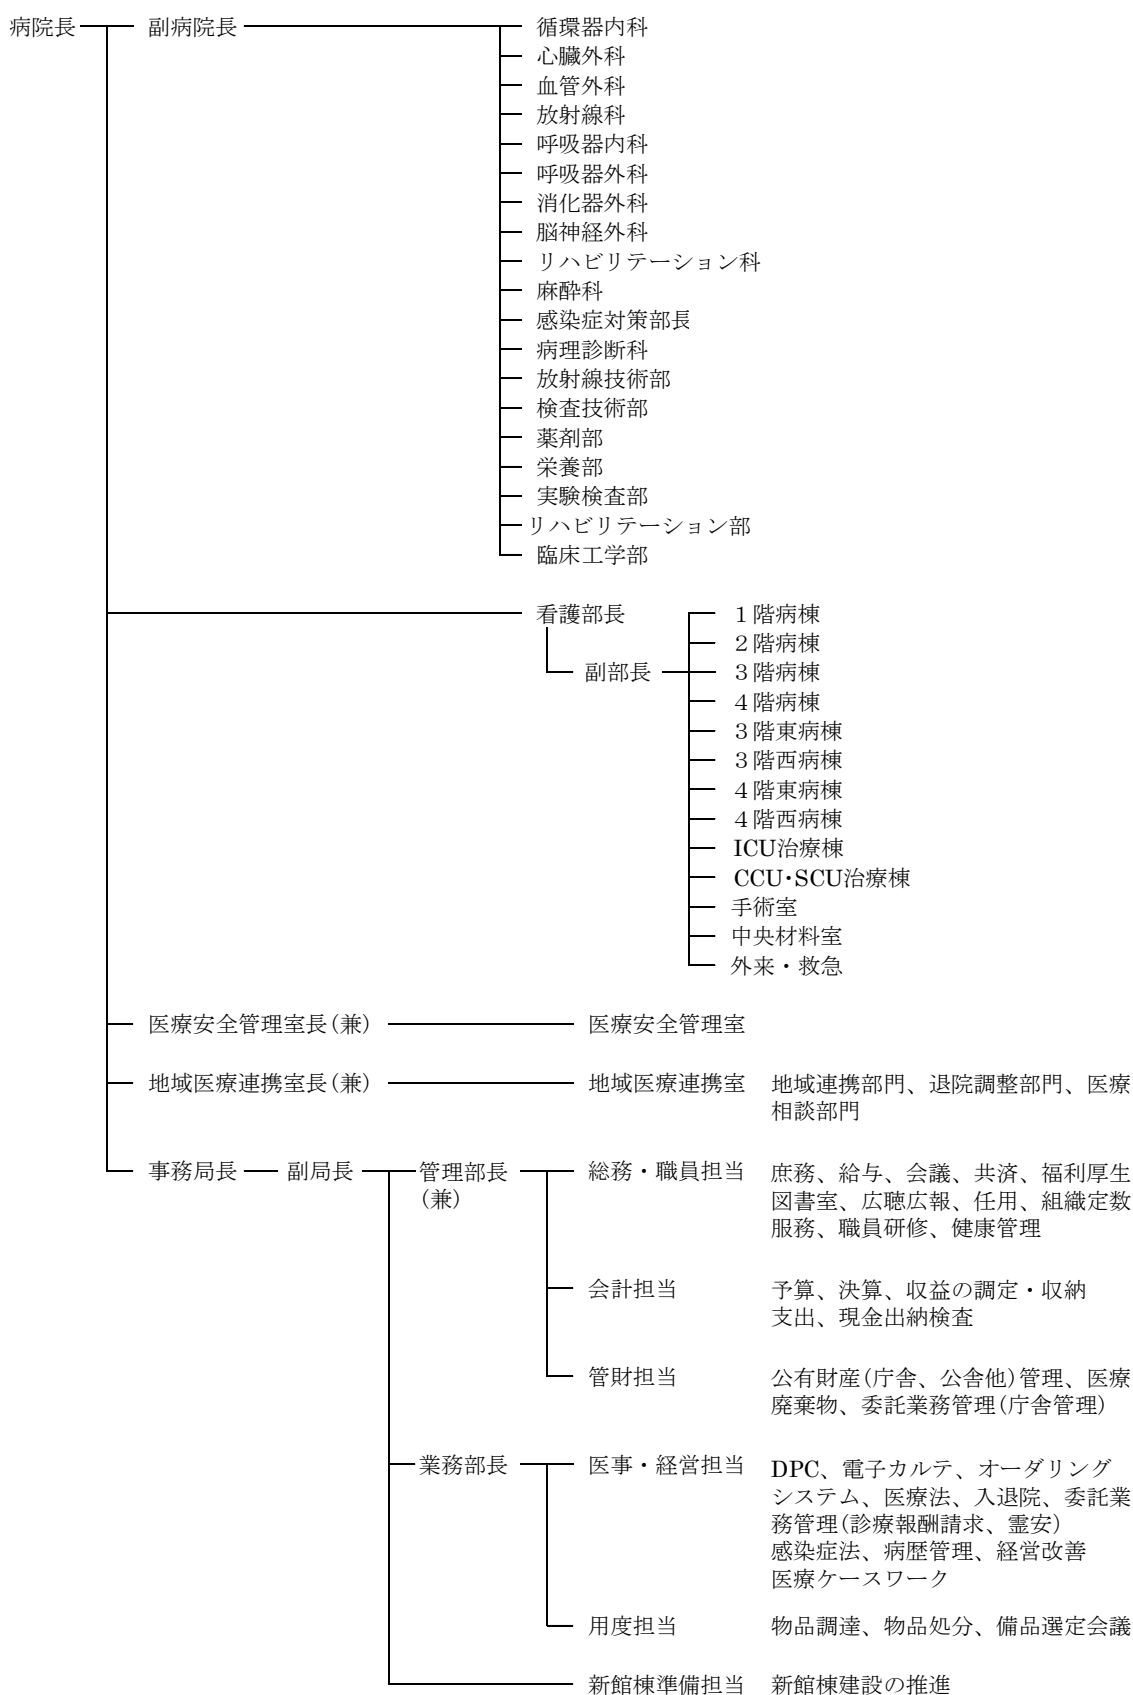 病院長 副病院長 循環器内科
心臓外科
血管外科
放射線科
呼吸器内科
呼吸器外科
消化器外科
脳神経外科
リハビリテーション科
麻酔科
感染症対策部長
病理診断科
放射線技術部
検査技術部
薬剤部
栄養部
実験検査部
リハビリテーション部
臨床工学部
看護部長 1階病棟
2階病棟
副部長 3階病棟
4階病棟
3階東病棟
3階西病棟
4階東病棟
4階西病棟
ICU治療棟
CCU・SCU治療棟
手術室
中央材料室
外来・救急
医療安全管理室長(兼) 医療安全管理室
地域医療連携室長(兼) 地域医療連携室 地域連携部門、退院調整部門、医療
相談部門
事務局長 副局長 管理部長 総務・職員担当 庶務、給与、会議、共済、福利厚生
(兼) 図書室、広聴広報、任用、組織定数
服務、職員研修、健康管理
会計担当 予算、決算、収益の調定・収納
支出、現金出納検査
管財担当 公有財産(庁舎、公舎他)管理、医療
廃棄物、委託業務管理(庁舎管理)
業務部長 医事・経営担当 DPC、電子カルテ、オーダリング
システム、医療法、入退院、委託業
務管理(診療報酬請求、霊安)
感染症法、病歴管理、経営改善
医療ケースワーク
用度担当 物品調達、物品処分、備品選定会議
新館棟準備担当 新館棟建設の推進